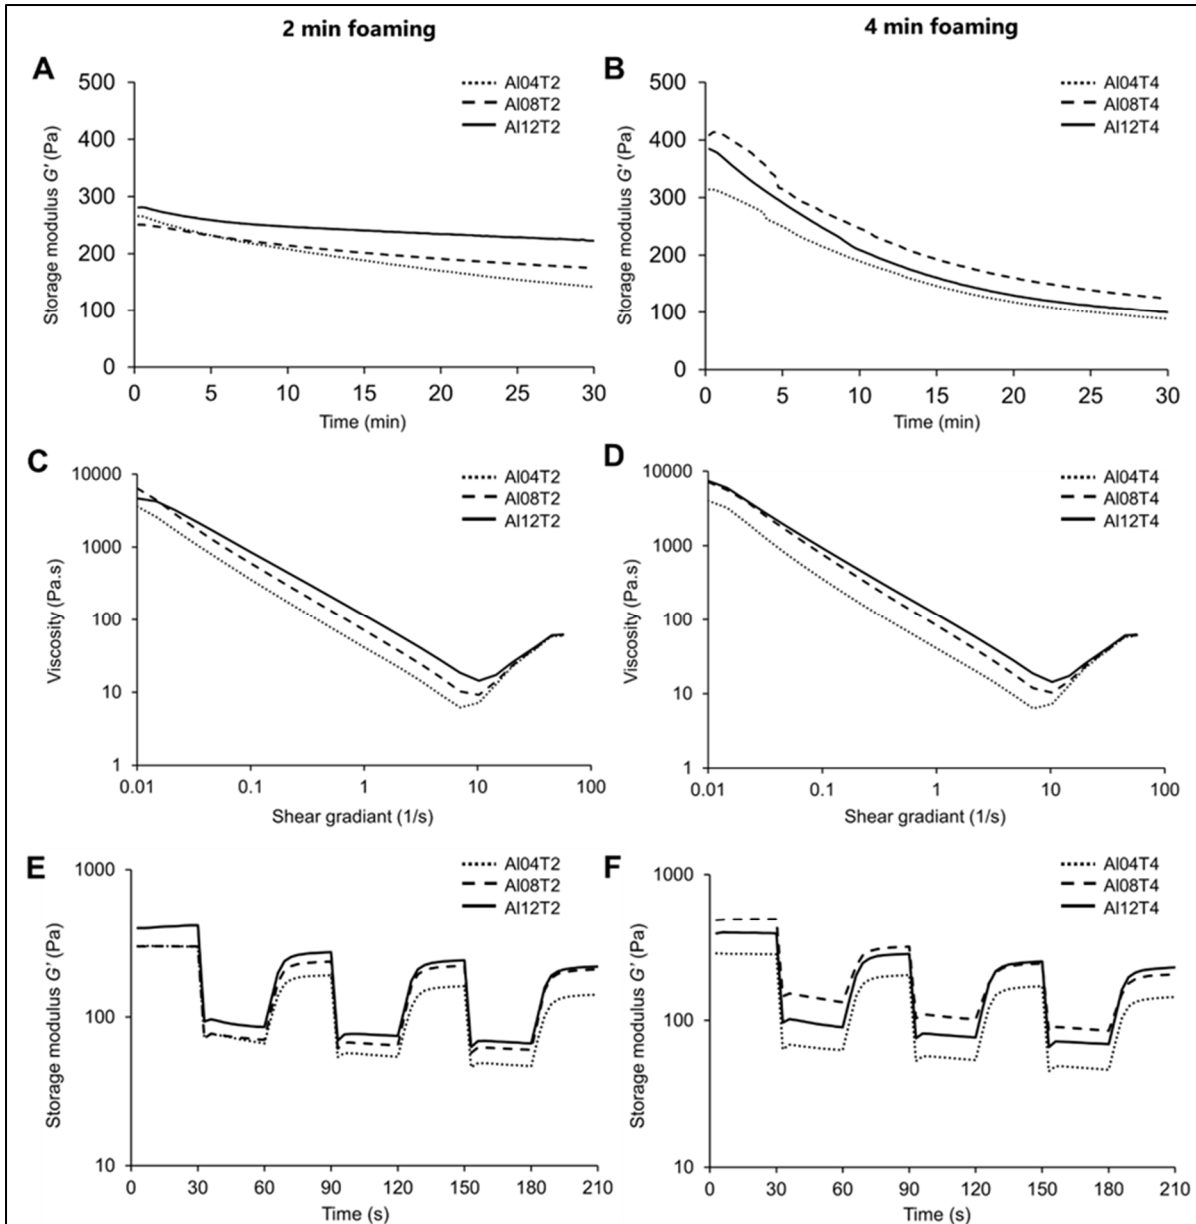 2 min foaming
4 min foaming
A
Storage modulus G' (Pa)
500
400
300
200
100
0
0 5 10 15 20 25 30
Time (min)
Al04T2
Al08T2
Al12T2
B
Storage modulus G' (Pa)
500
400
300
200
100
0
0 5 10 15 20 25 30
Time (min)
Al04T4
Al08T4
Al12T4
C
Viscosity (Pa.s)
10000
1000
100
10
1
0.01 0.1 1 10 100
Shear gradiant (1/s)
Al04T2
Al08T2
Al12T2
D
Viscosity (Pa.s)
10000
1000
100
10
1
0.01 0.1 1 10 100
Shear gradiant (1/s)
Al04T4
Al08T4
Al12T4
E
Storage modulus G' (Pa)
1000
100
10
0 30 60 90 120 150 180 210
Time (s)
Al04T2
Al08T2
Al12T2
F
Storage modulus G' (Pa)
1000
100
10
0 30 60 90 120 150 180 210
Time (s)
Al04T4
Al08T4
Al12T4